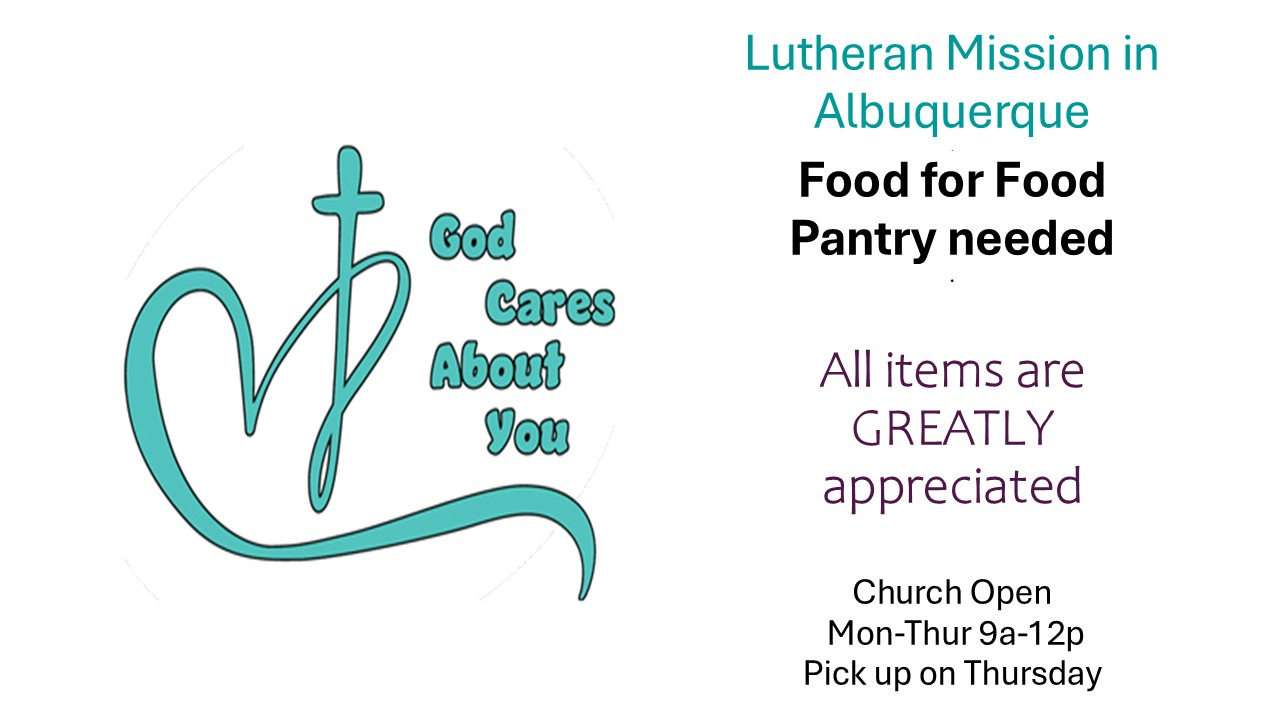 God
Cares
About
You
Lutheran Mission in
Albuquerque
Food for Food
Pantry needed
All items are
GREATLY
appreciated
Church Open
Mon-Thur 9a-12p
Pick up on Thursday